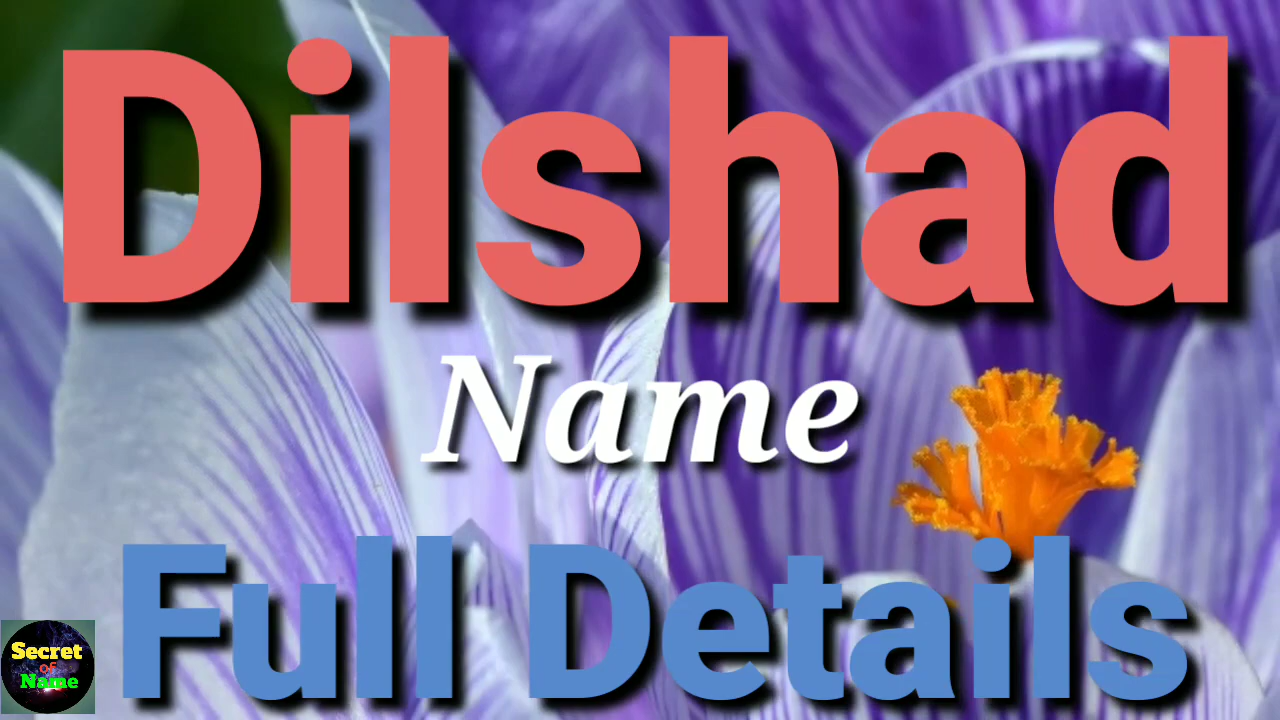 Dilshad
Name
Full Details
Secret
of
Name